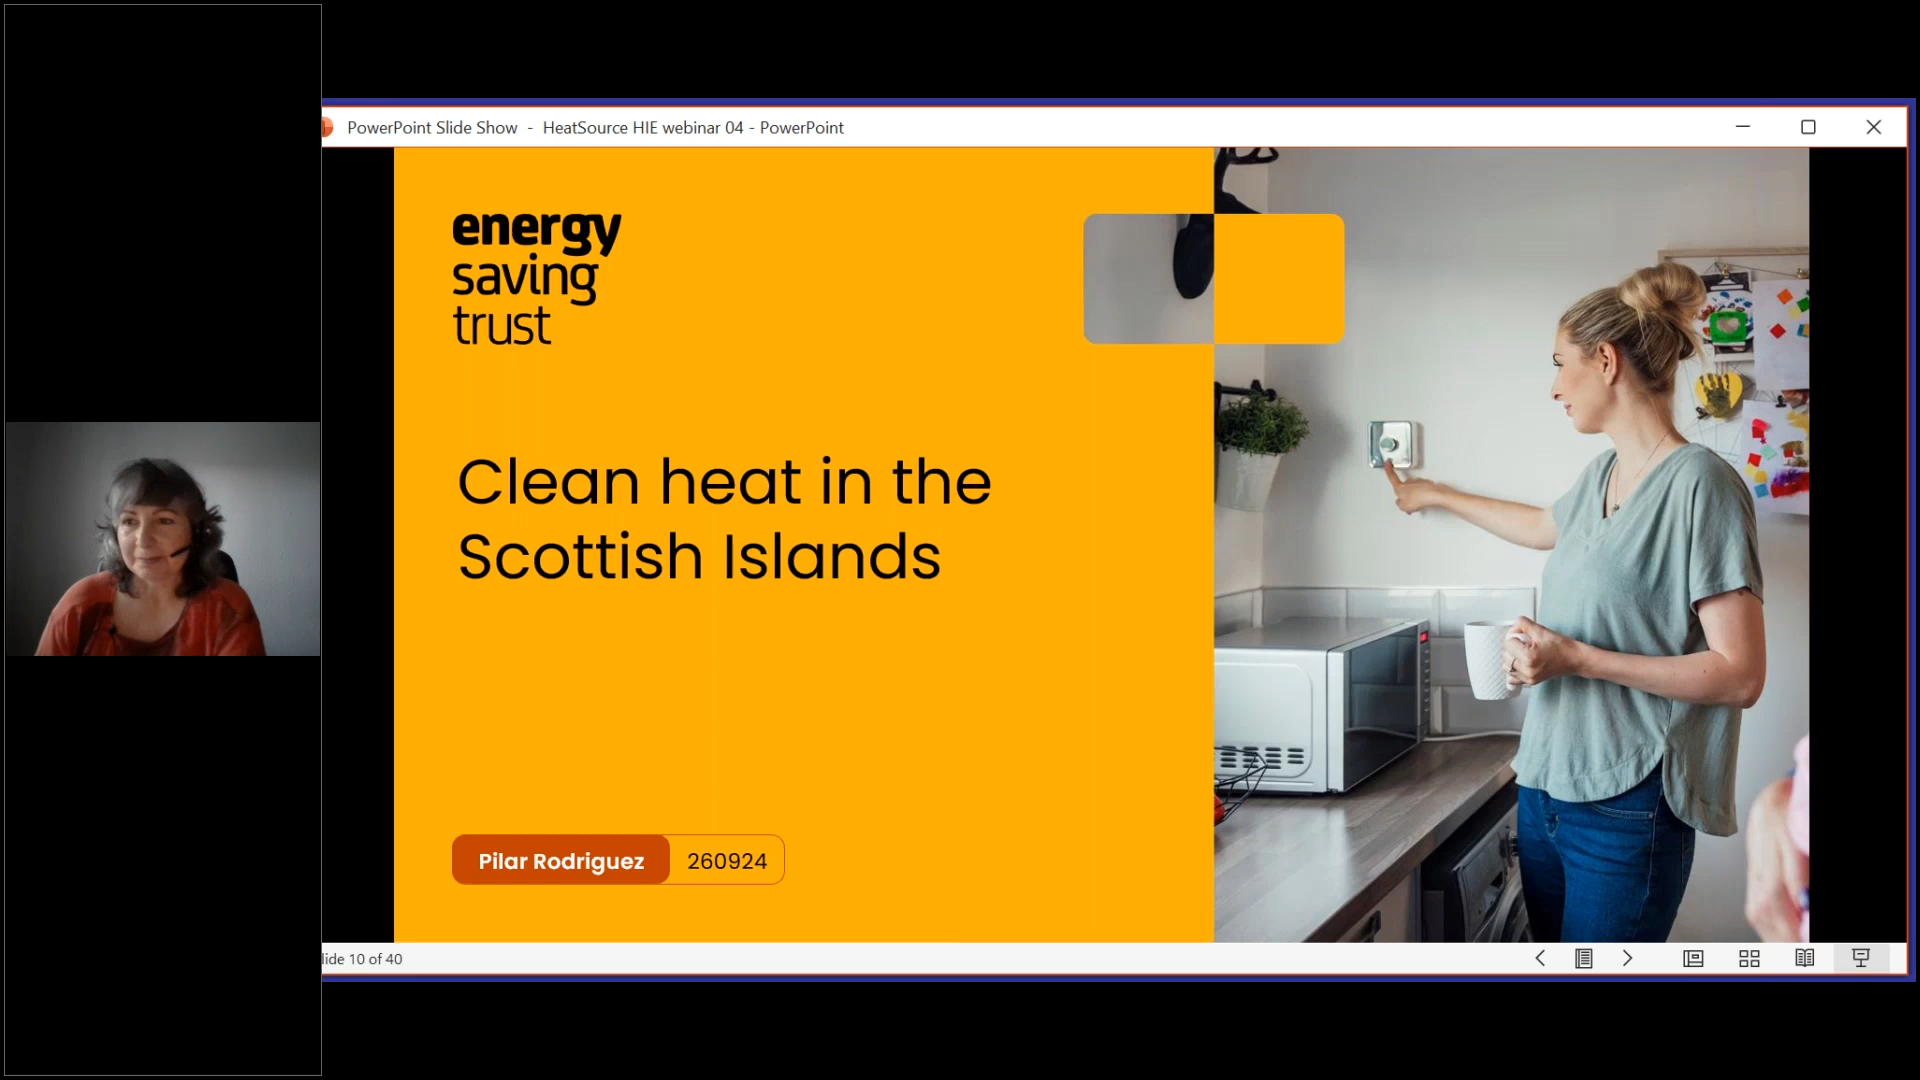 PowerPoint Slide Show - HeatSource HIE webinar 04 - PowerPoint
energy
saving
trust
Clean heat in the
Scottish Islands
Pilar Rodriguez 260924
lide 10 of 40